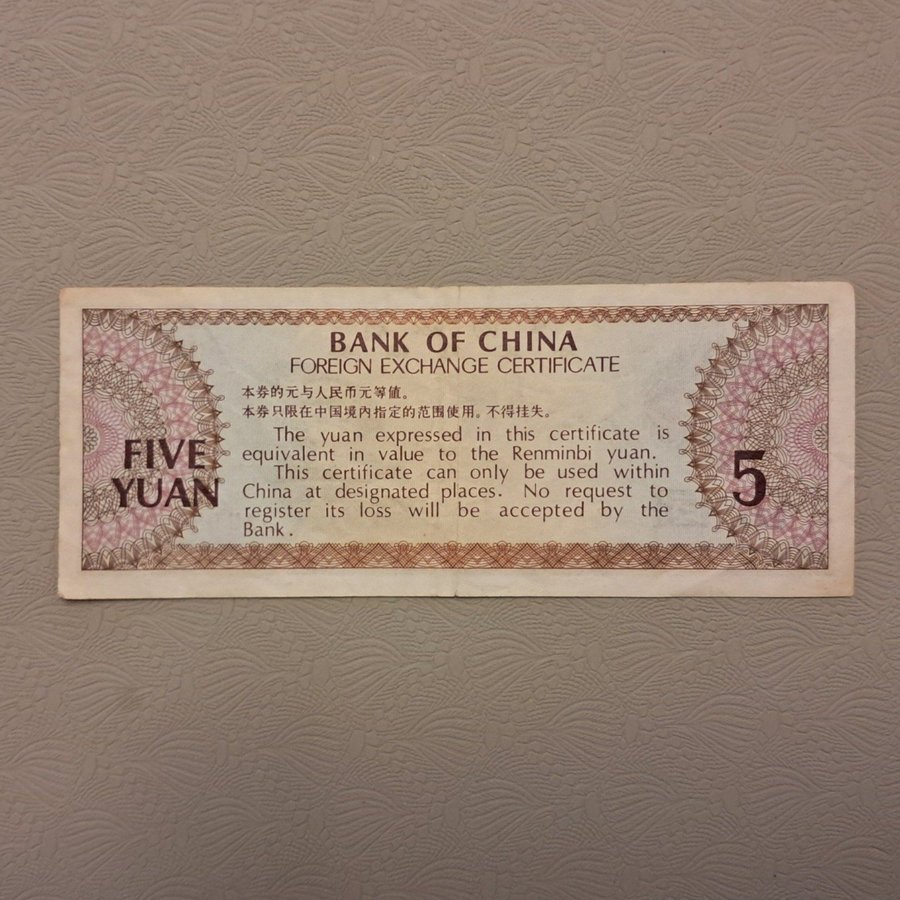 BANK OF CHINA
FOREIGN EXCHANGE CERTIFICATE
本券的元与人民币元等値。
本券只限在中国境内指定的范围使用。不得挂失。
The yuan expressed in this certificate is
equivalent in value to the Renminbi yuan.
This certificate can only be used within
China at designated places. No request to
register its loss will be accepted by the
Bank.
FIVE
YUAN
5